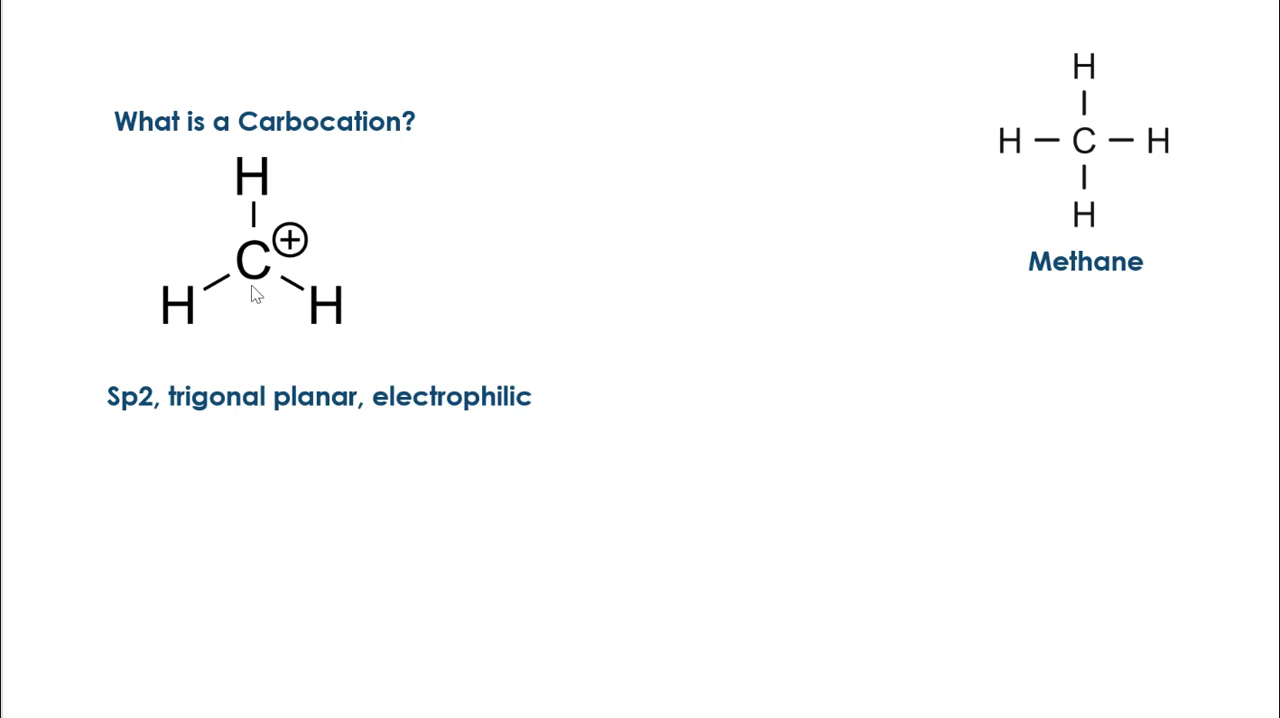 What is a Carbocation?
H
C +
H H
Sp2, trigonal planar, electrophilic
H
H — C — H
H
Methane